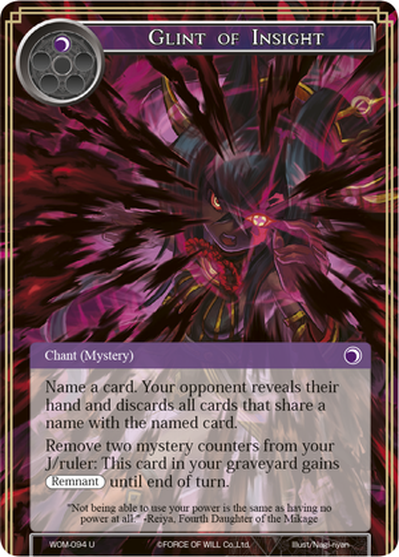 Glint of Insight
Chant (Mystery)
Name a card. Your opponent reveals their
hand and discards all cards that share a
name with the named card.
Remove two mystery counters from your
J/ruler: This card in your graveyard gains
Remnant until end of turn.
"Not being able to use your power is the same as having no
power at all." -Reiya, Fourth Daughter of the Mikage
WOM-094 U ©FORCE OF WILL Co.,Ltd. Illust/Nagi-nyan